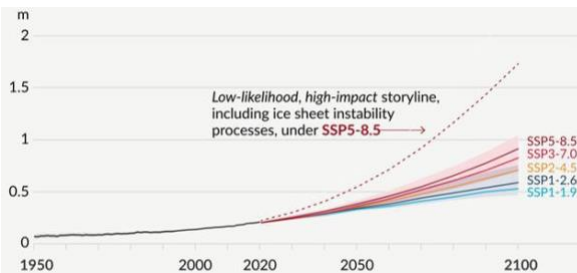 m
2
1.5
Low-likelihood, high-impact storyline,
including ice sheet instability
processes, under SSP5-8.5
1
SSP5-8.5
SSP3-7.0
SSP2-4.5
SSP1-2.6
SSP1-1.9
0.5
0
1950 2000 2020 2050 2100